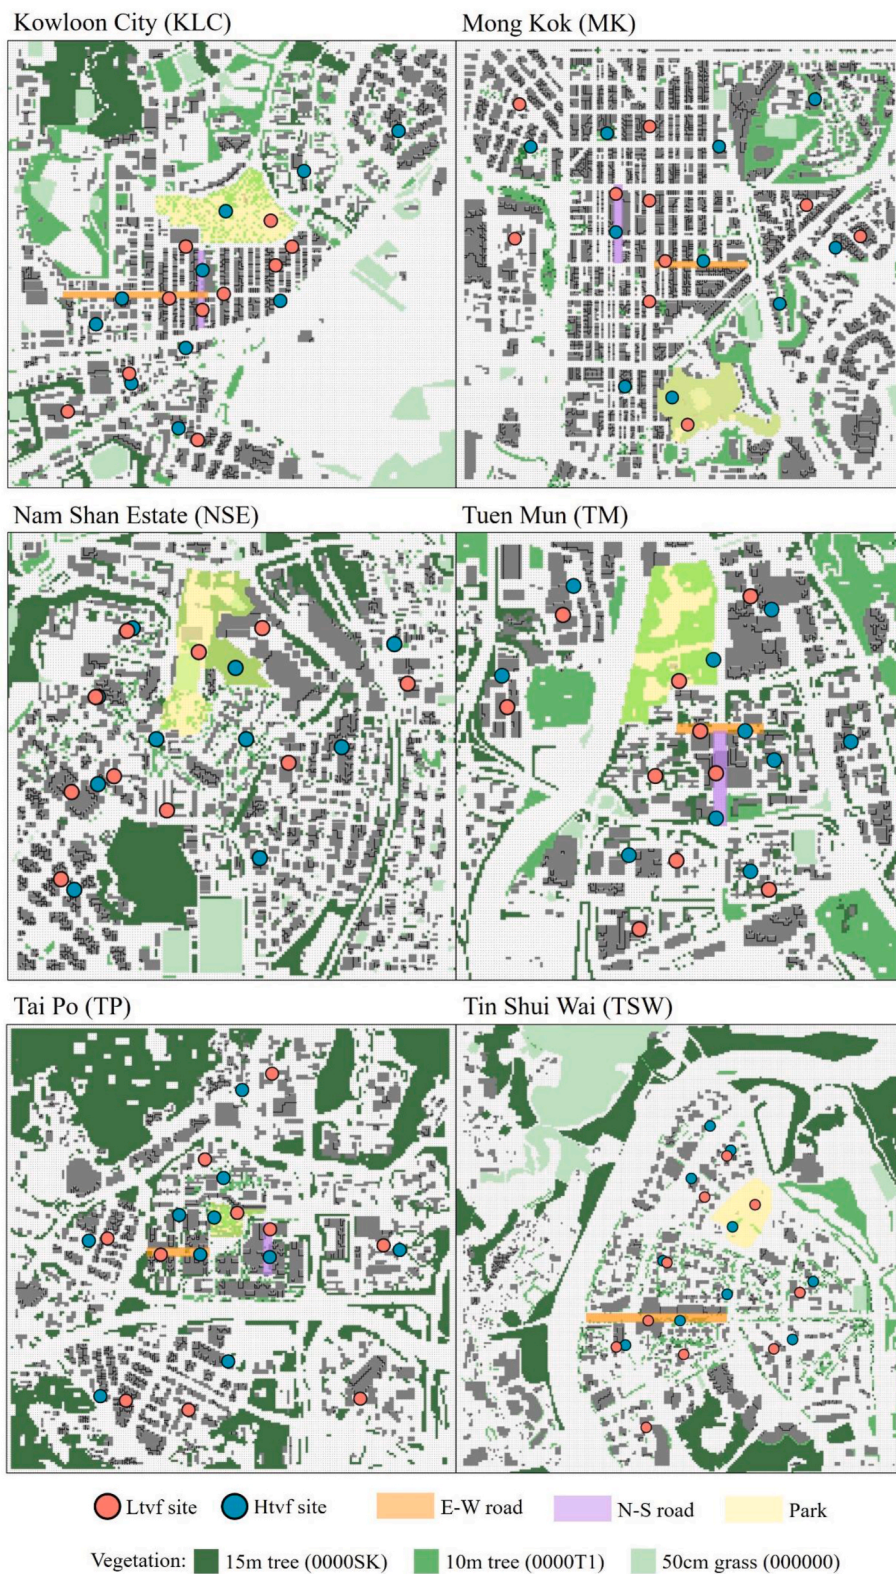 Kowloon City (KLC)
Mong Kok (MK)
Nam Shan Estate (NSE)
Tuen Mun (TM)
Tai Po (TP)
Tin Shui Wai (TSW)
Ltvf site
Htvf site
E-W road
N-S road
Park
Vegetation:
15m tree (0000SK)
10m tree (0000T1)
50cm grass (000000)